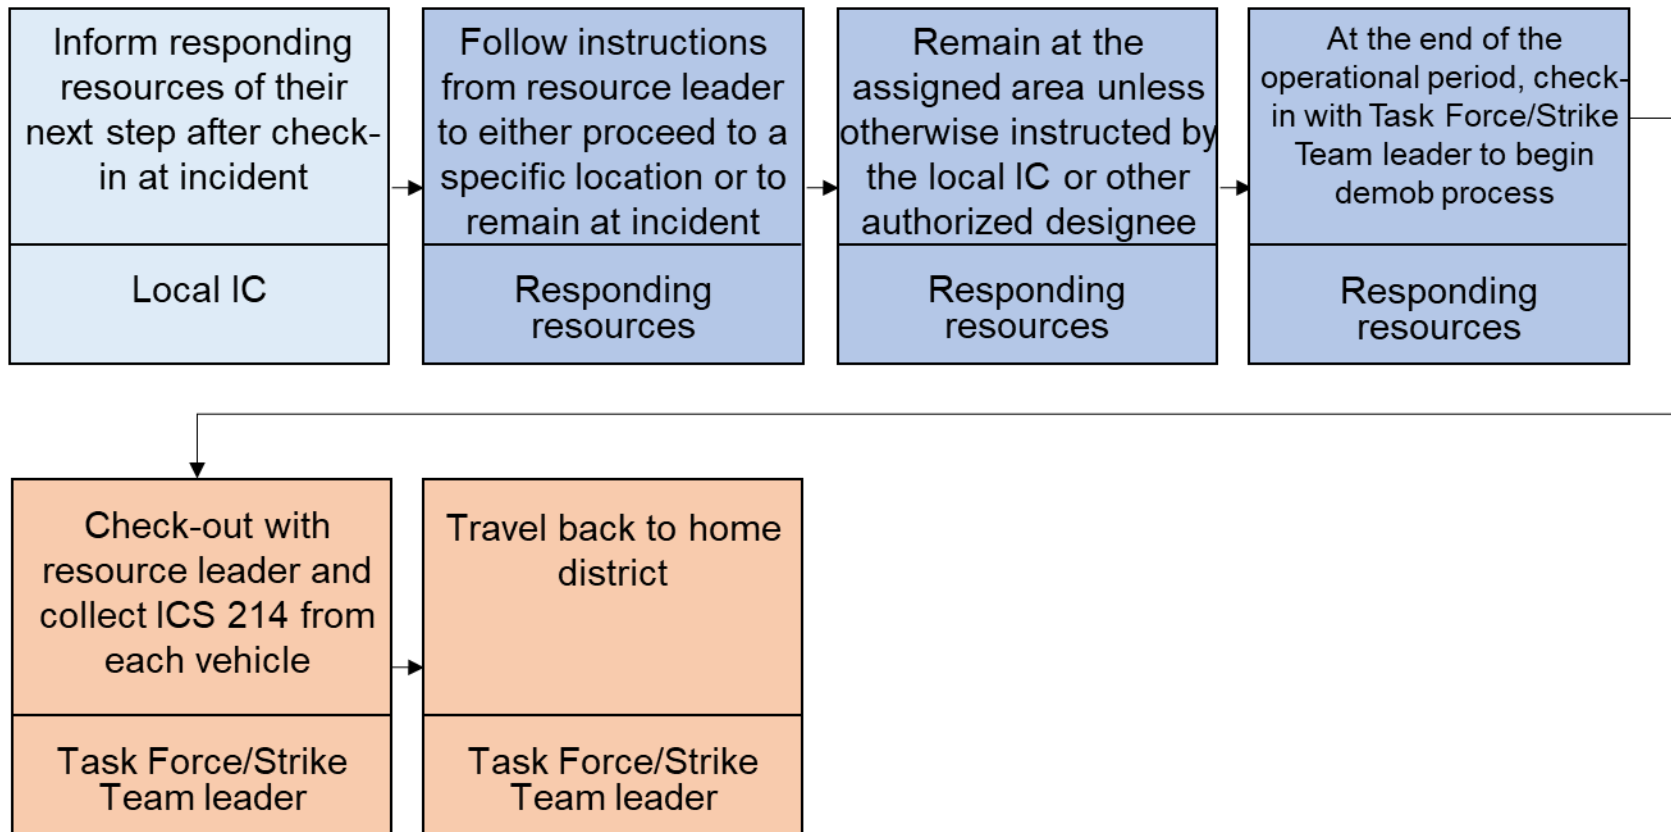 Inform responding
resources of their
next step after check-
in at incident
Local IC
Follow instructions
from resource leader
to either proceed to a
specific location or to
remain at incident
Responding
resources
Remain at the
assigned area unless
otherwise instructed by
the local IC or other
authorized designee
Responding
resources
At the end of the
operational period, check-
in with Task Force/Strike
Team leader to begin
demob process
Responding
resources
Check-out with
resource leader and
collect ICS 214 from
each vehicle
Task Force/Strike
Team leader
Travel back to home
district
Task Force/Strike
Team leader